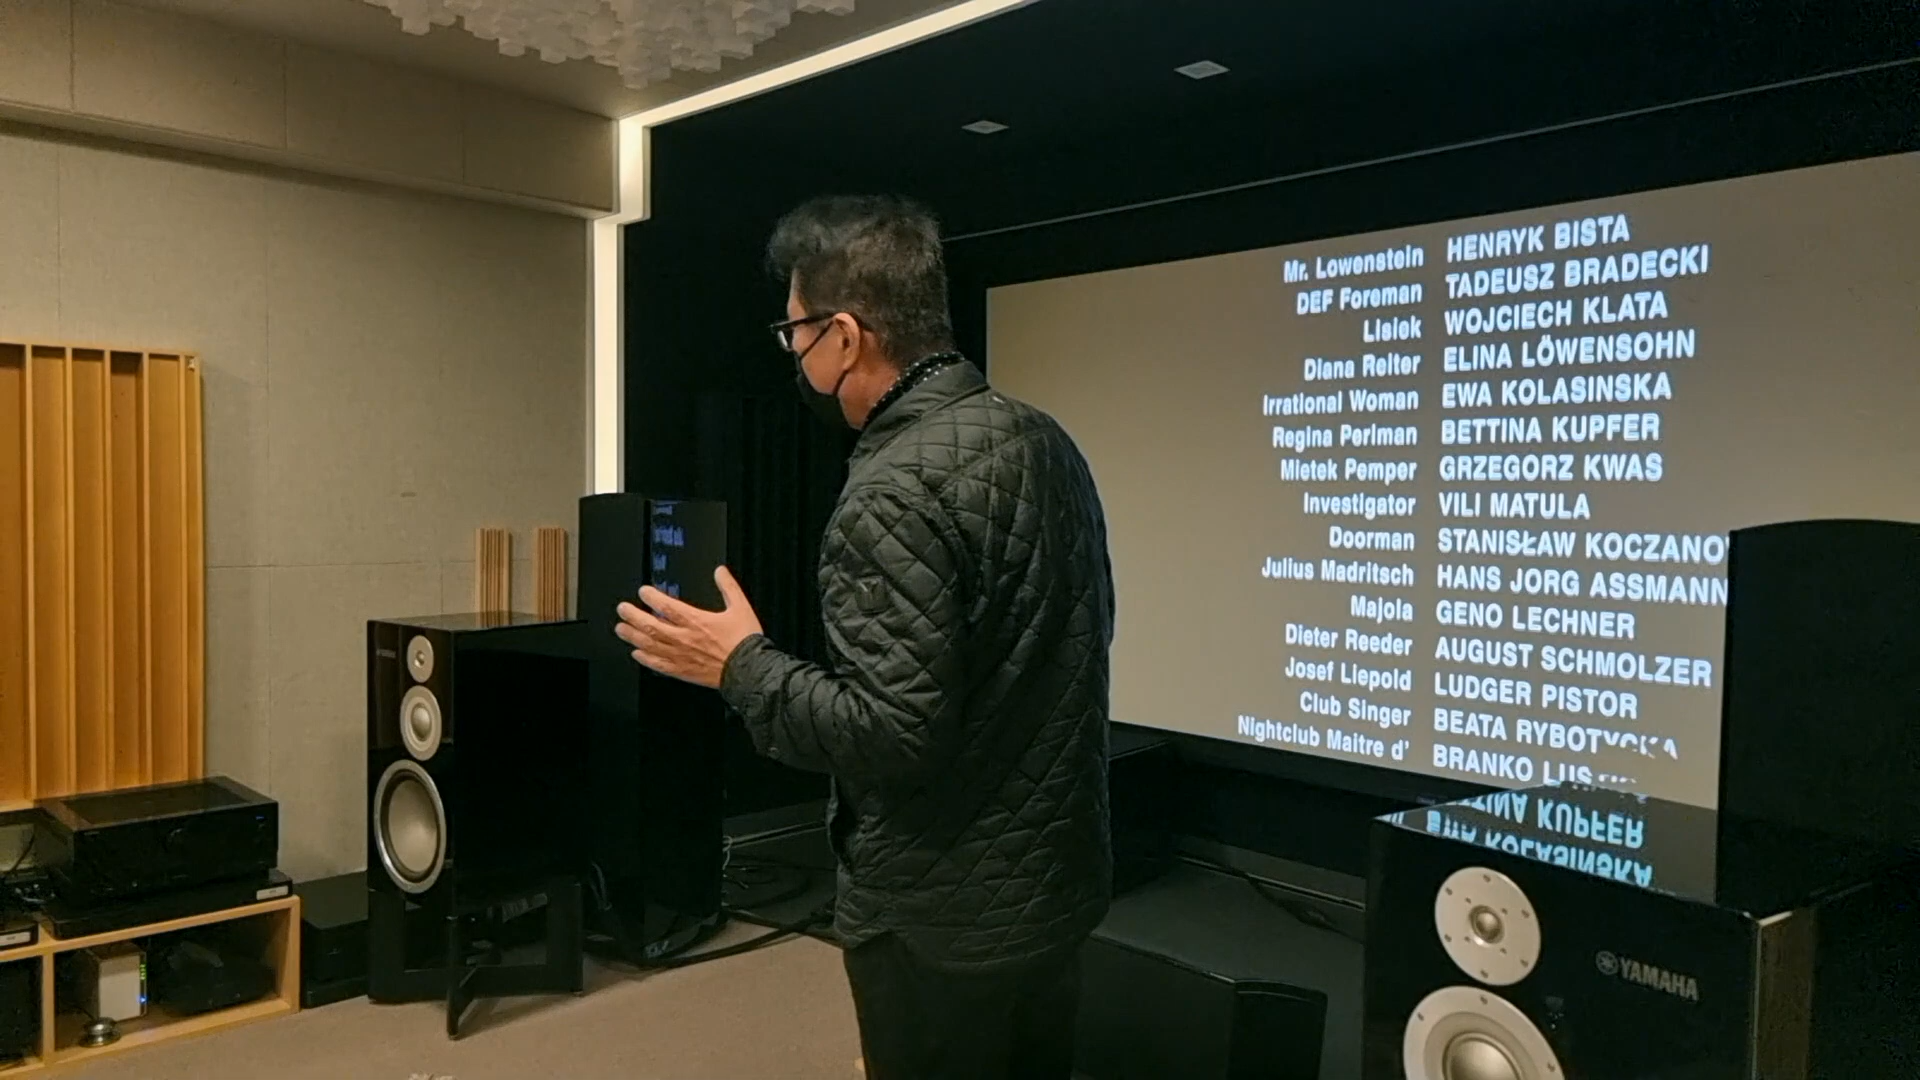 Mr. Lowenstein HENRYK BISTA
DEF Foreman TADEUSZ BRADECKI
Lisiek WOJCIECH KLATA
Diana Reiter ELINA LÖWENSOHN
Irrational Woman EWA KOLASINSKA
Regina Perlman BETTINA KUPFER
Mietek Pemper GRZEGORZ KWAS
Investigator VILI MATULA
Doorman STANISŁAW KOCZANO
Julius Madritsch HANS JORG ASSMANN
Majola GENO LECHNER
Dieter Reeder AUGUST SCHMOLZER
Josef Liepold LUDGER PISTOR
Club Singer BEATA RYBOTYCKA
Nightclub Maitre d' BRANKO LUS
YAMAHA
YAMAHA